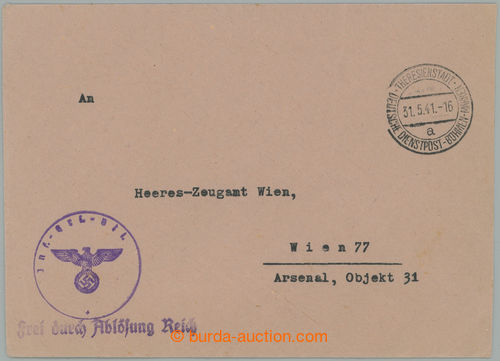 An
THERESIENSTADT
31.5.41.-16
a
DEUTSCHE DIENSTPOST-BÖHMEN-MÄHREN
Heeres-Zeugamt Wien,
Wien 77
Arsenal, Objekt 31
Frei durch Ablösung Reich
burda-auction.com